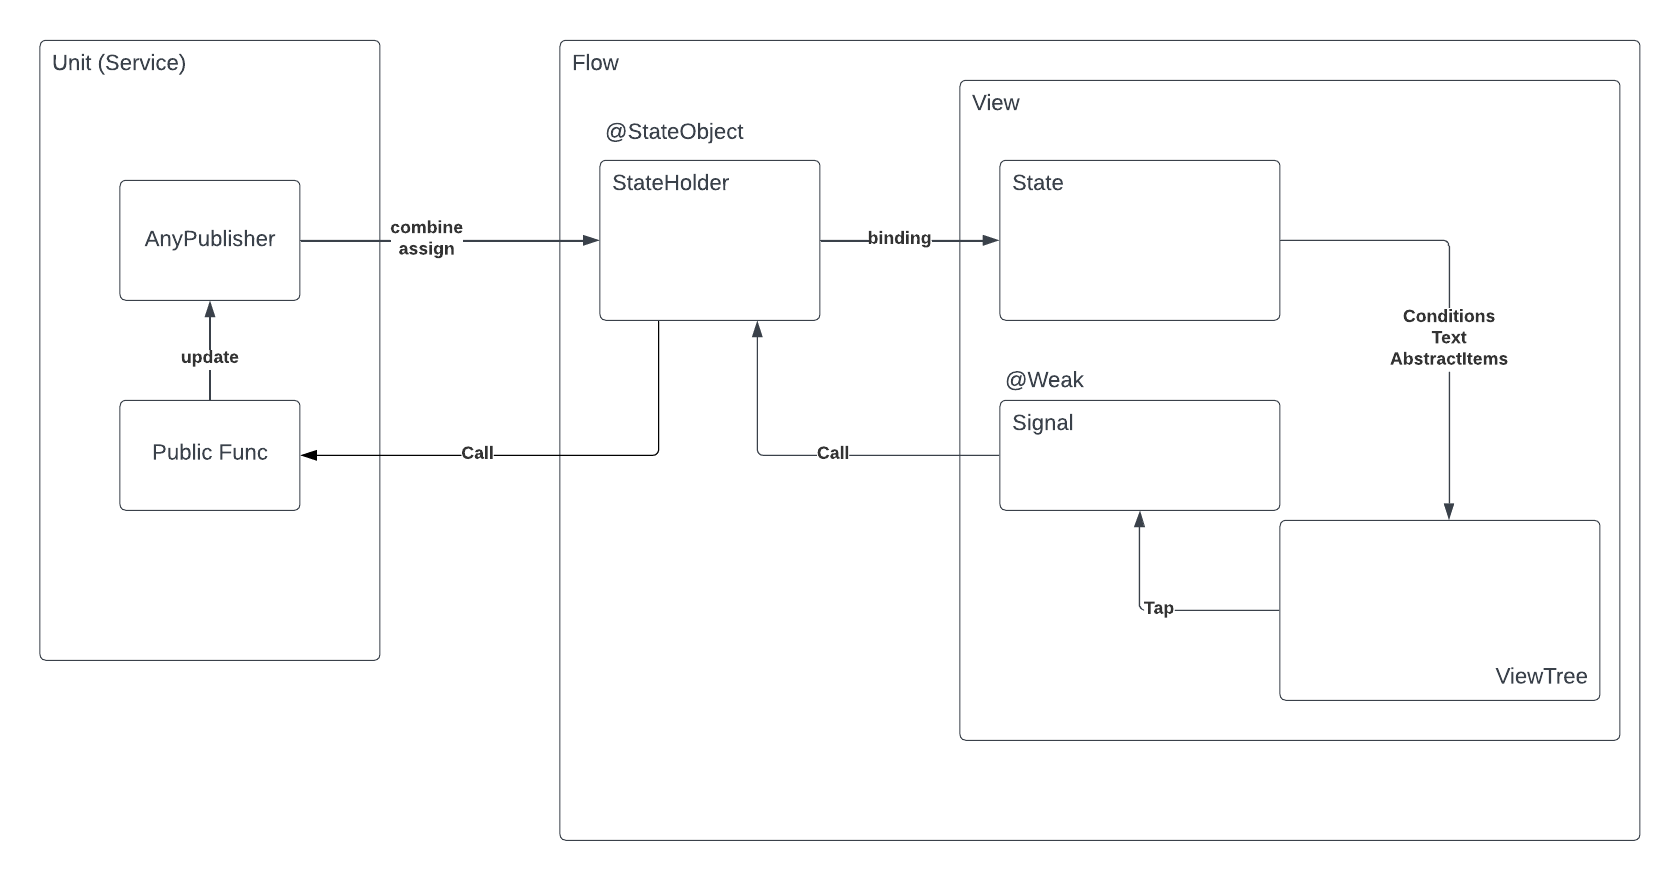 Unit (Service)
Flow
View
@StateObject
StateHolder
State
AnyPublisher
combine
assign
binding
Conditions
Text
AbstractItems
update
@Weak
Signal
Public Func
Call
Call
Tap
ViewTree